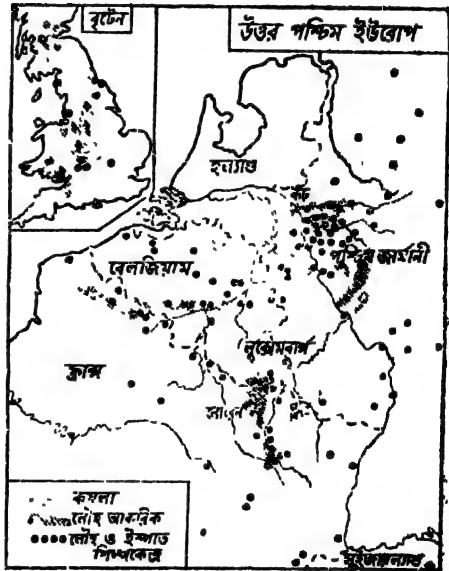 বৃটেন
উত্তর পশ্চিম ইউরোপ
হল্যাণ্ড
পশ্চিম জার্মানী
বেলজিয়াম
লুক্সেমবার্গ
ফ্রান্স
কয়লা
লৌহ আকরিক
লৌহ ও ইস্পাত
শিল্পকেন্দ্র
সুইজারল্যাণ্ড